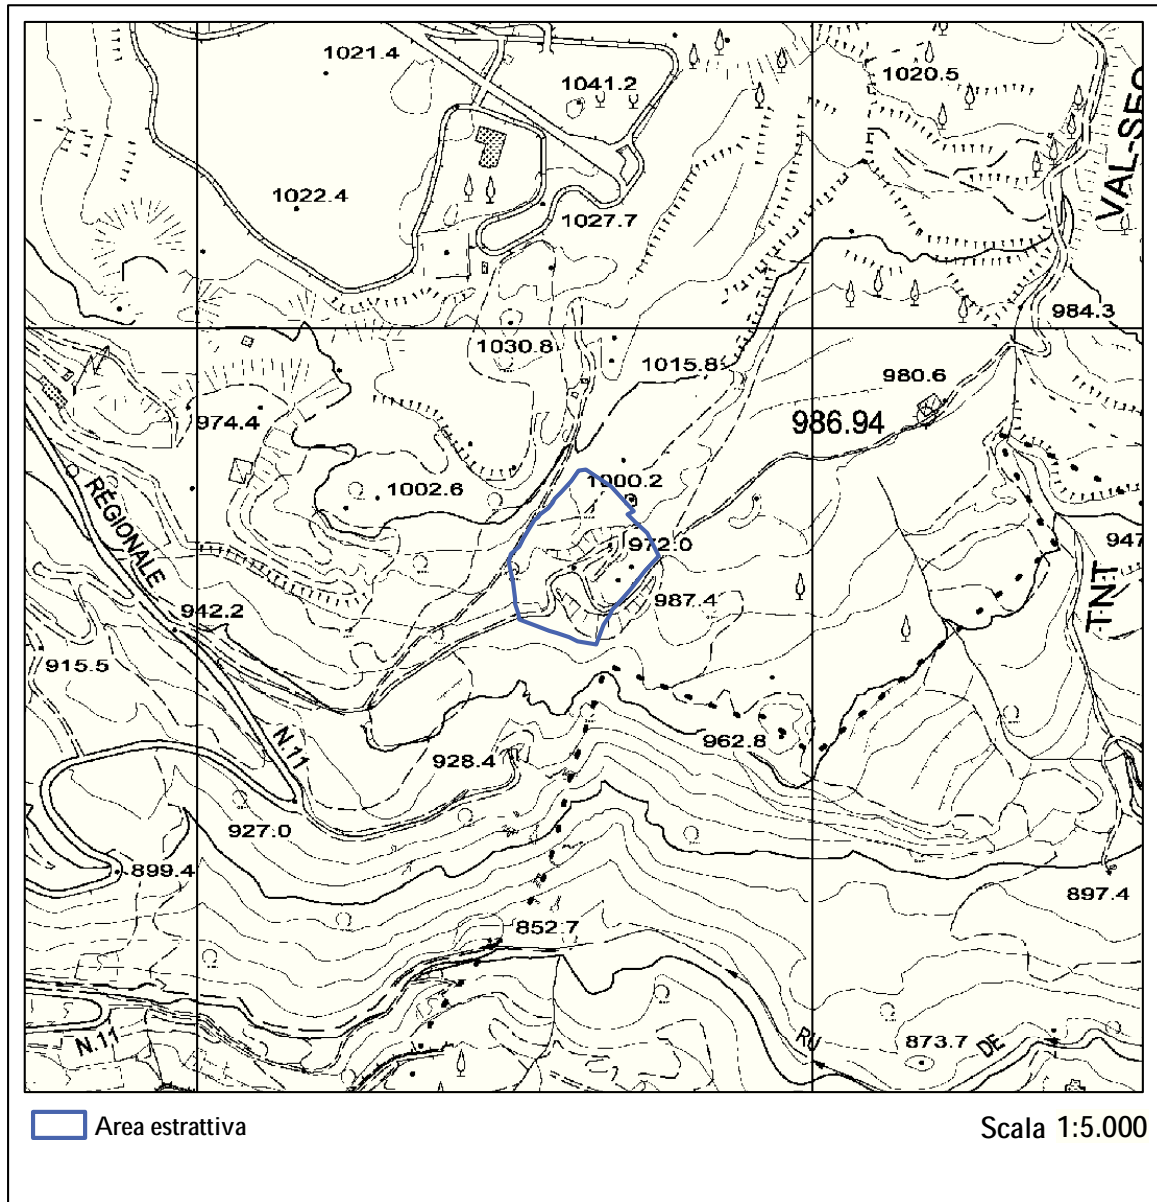 1021.4
1041.2
1020.5
1022.4
1027.7
VAL-SEC
984.3
1030.8
1015.8
980.6
974.4
986.94
1002.6
1000.2
RÉGIONALE
972.0
947
987.4
942.2
TNT
915.5
N.11
962.8
928.4
927.0
899.4
897.4
852.7
N.11
RU
DE
873.7
Area estrattiva
Scala 1:5.000